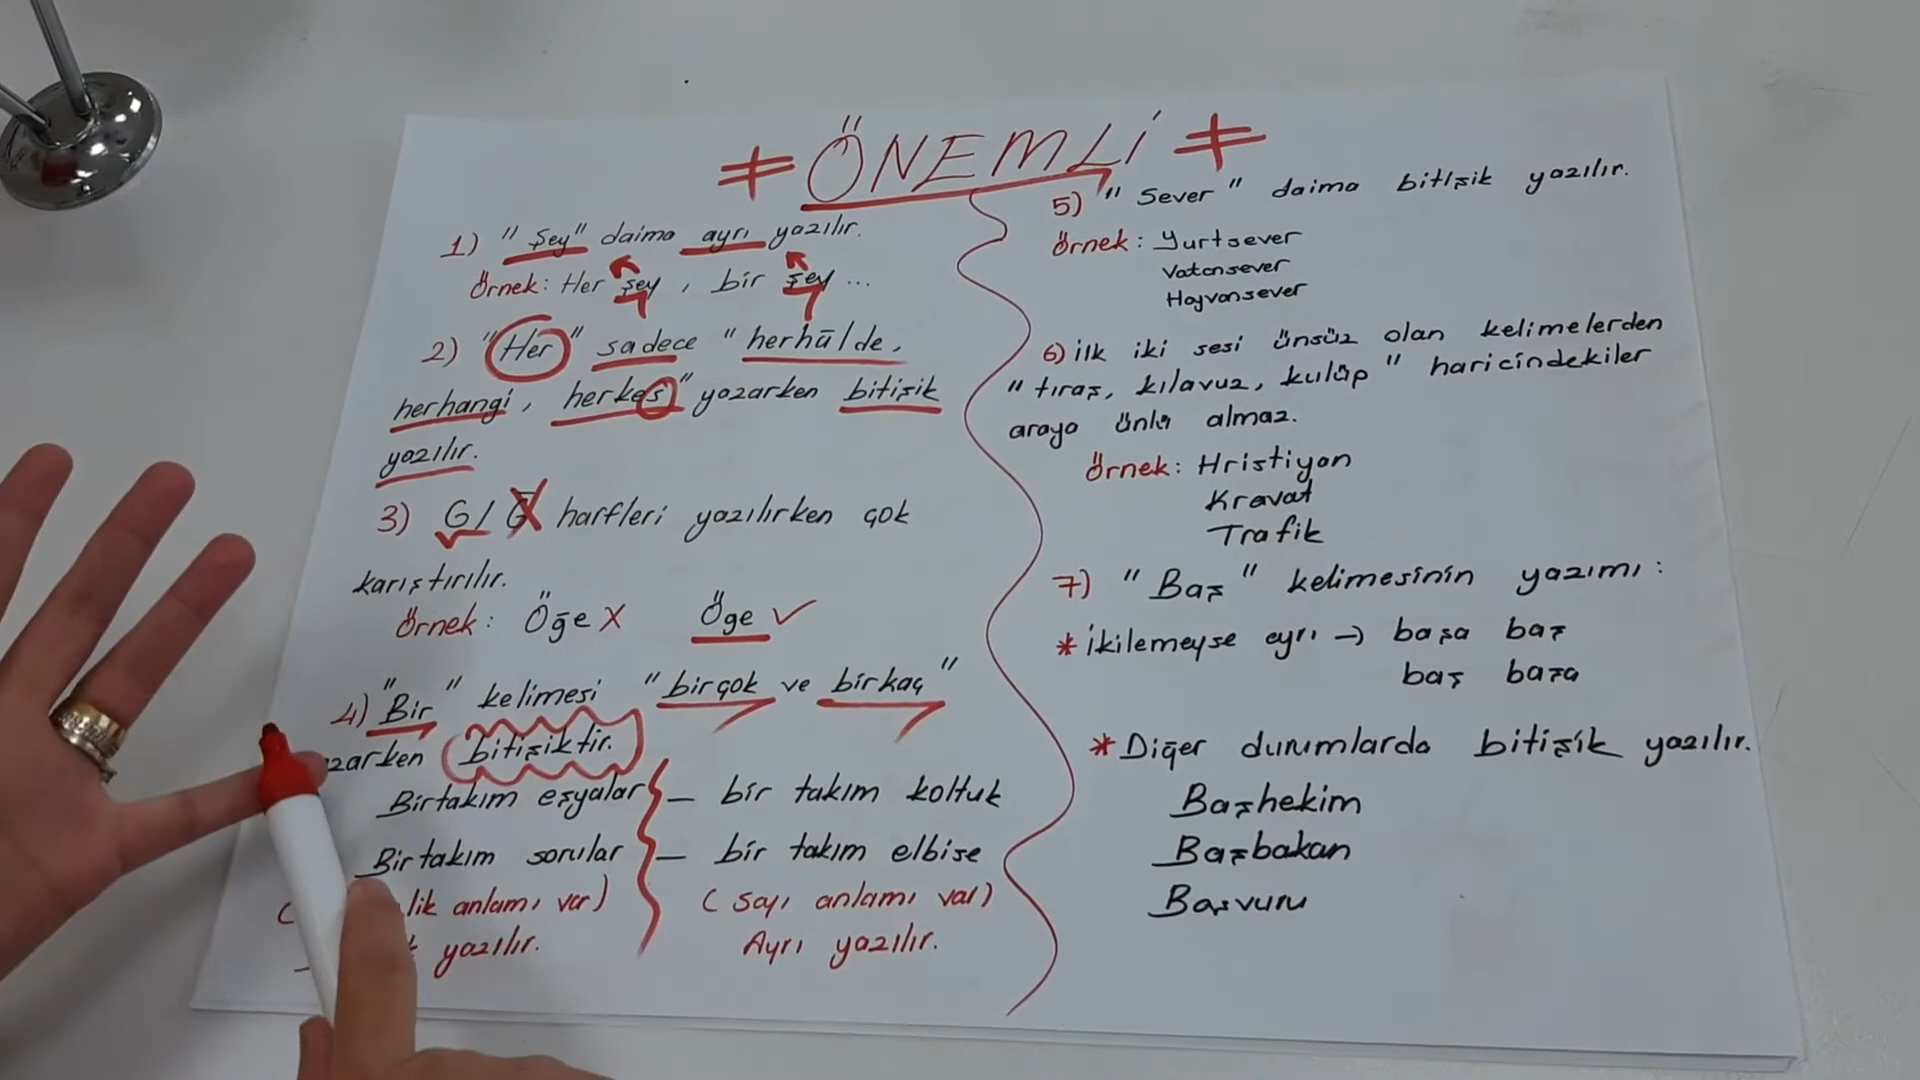 ÖNEMLİ
1) "Şey" daima ayrı yazılır.
Örnek: Her şey, bir şey ...
2) "Her" sadece "herhâlde,
herhangi, herkes" yazarken bitişik
yazılır.
3) G/Ğ harfleri yazılırken çok
karıştırılır.
Örnek: Öğe X Öge ✓
4) "Bir" kelimesi "birçok ve birkaç"
zarken bitişiktir.
Birtakım eşyalar — bir takım koltuk
Birtakım sorular — bir takım elbise
( lik anlamı var) ( Sayı anlamı var)
yazılır. Ayrı yazılır.
5) "Sever" daima bitişik yazılır.
Örnek: Yurtsever
Vatansever
Hayvansever
6) İlk iki sesi ünsüz olan kelimelerden
"tıraş, kılavuz, kulüp" haricindekiler
araya ünlü almaz.
Örnek: Hristiyan
Kravat
Trafik
7) "Baş" kelimesinin yazımı:
* İkilemeyse ayrı → başa baş
baş başa
* Diğer durumlarda bitişik yazılır.
Başhekim
Başbakan
Başvuru